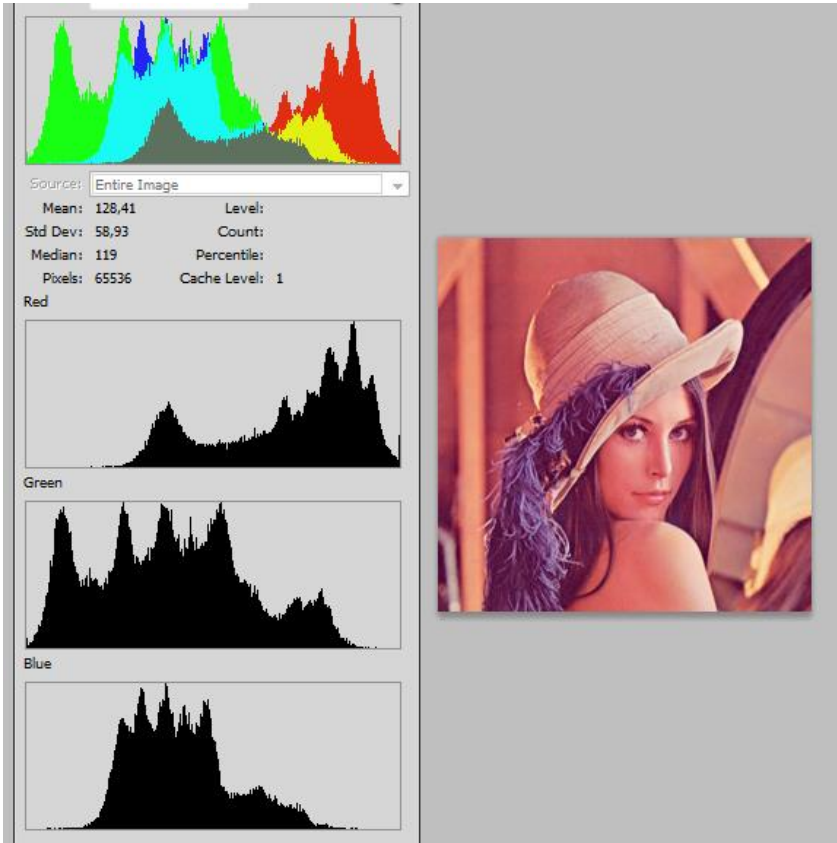 Source: Entire Image
Mean: 128,41 Level:
Std Dev: 58,93 Count:
Median: 119 Percentile:
Pixels: 65536 Cache Level: 1
Red
Green
Blue